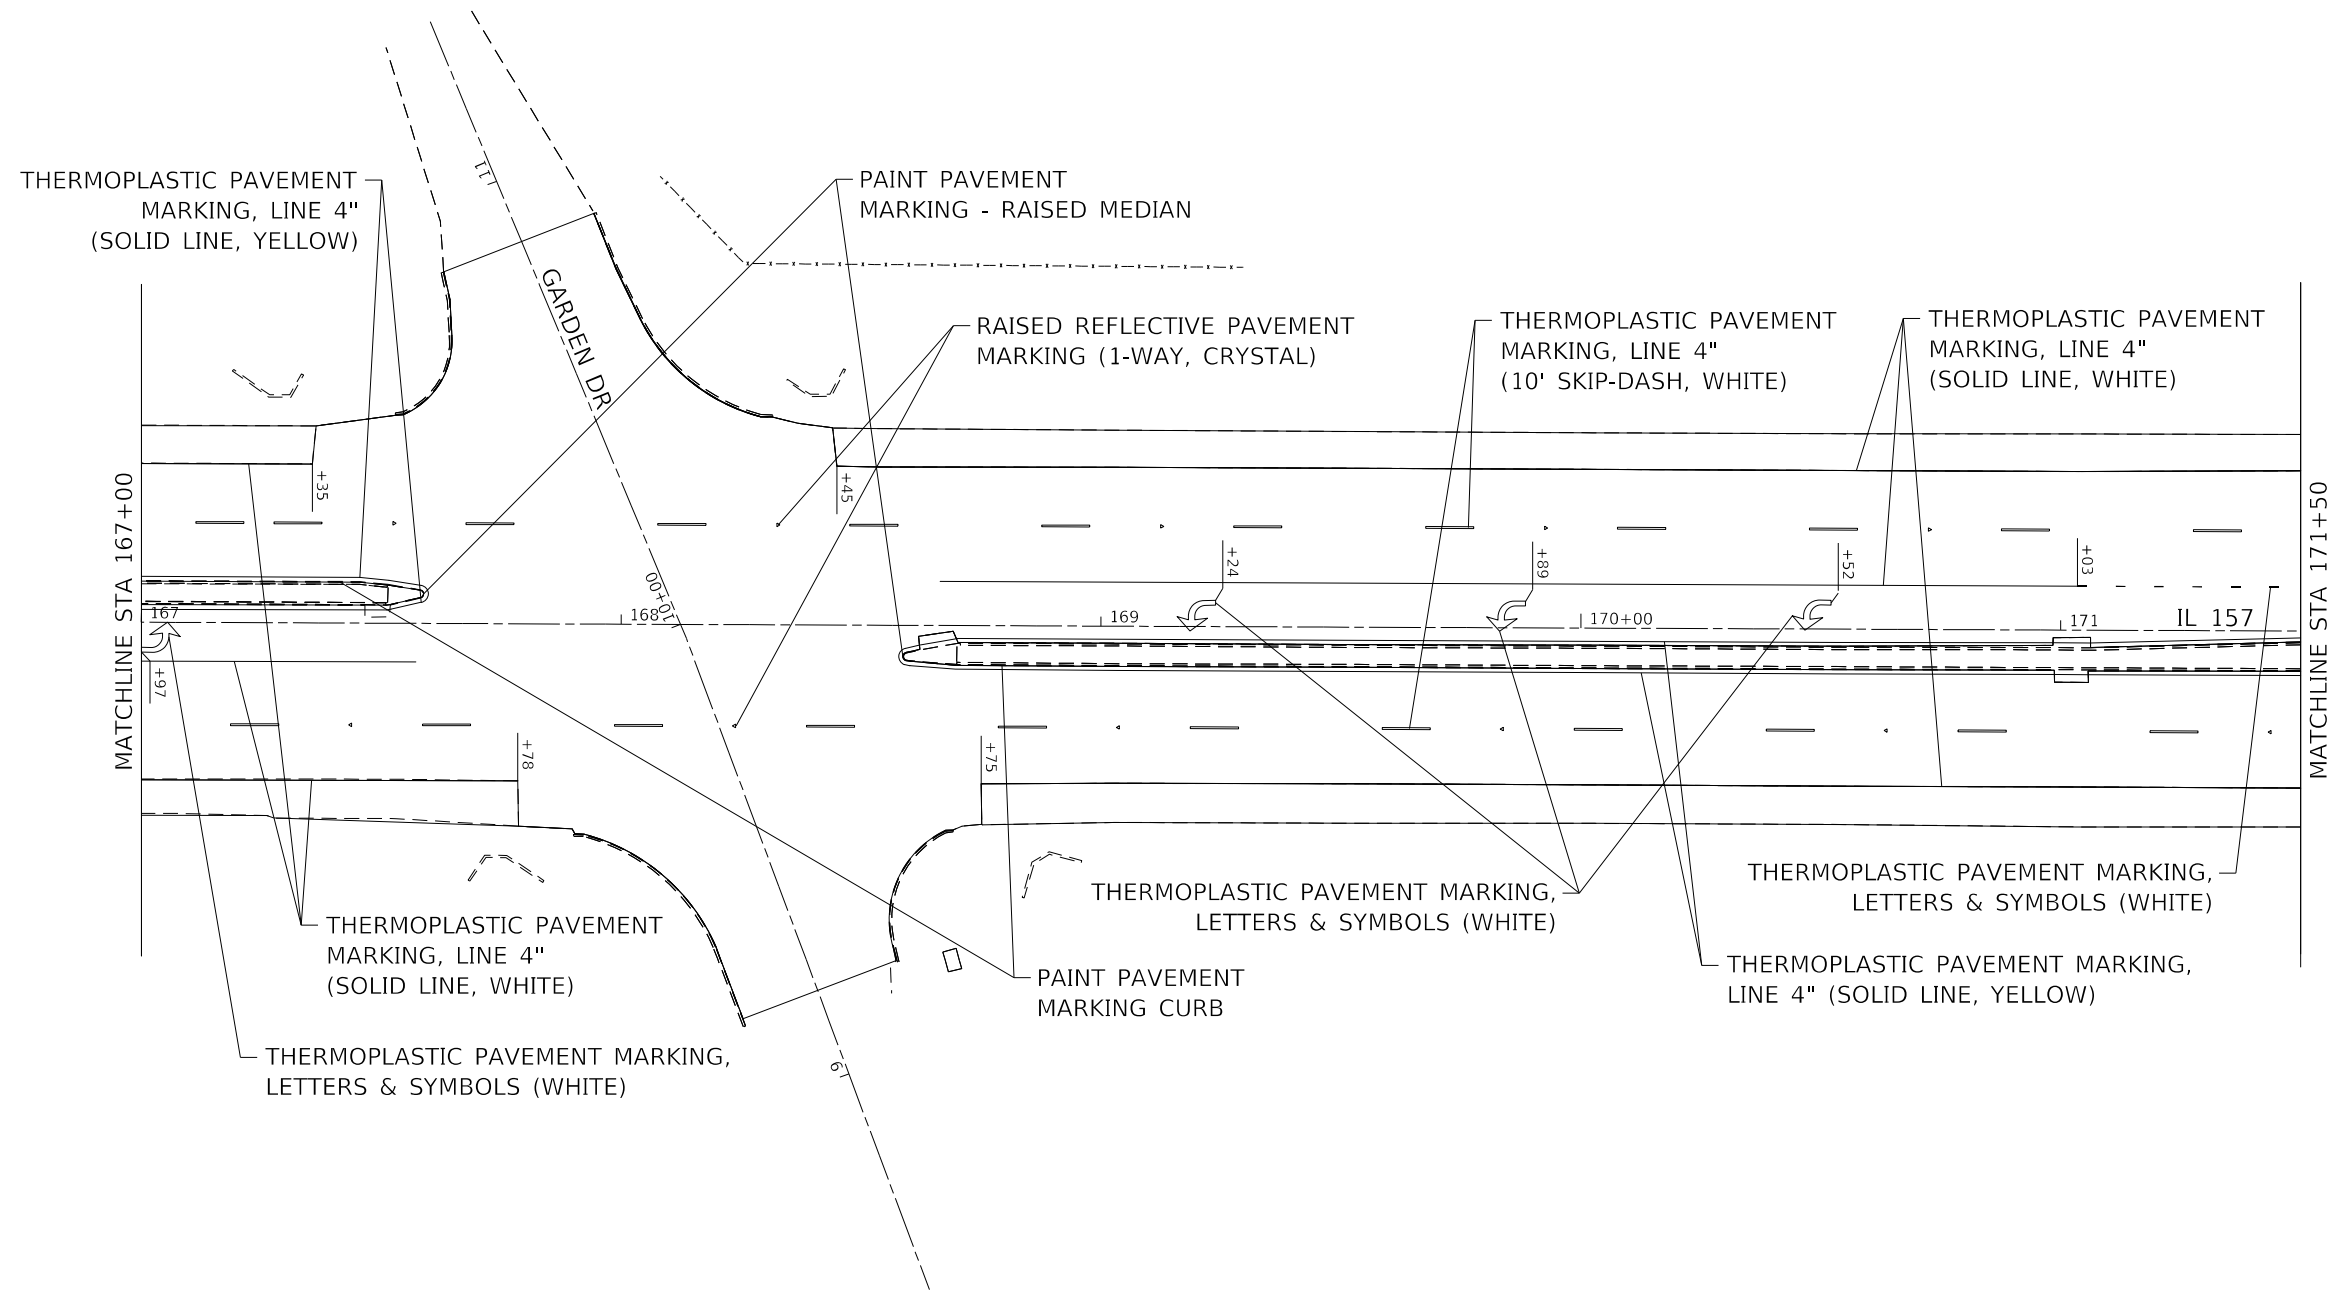 11
THERMOPLASTIC PAVEMENT
MARKING, LINE 4"
(SOLID LINE, YELLOW)
PAINT PAVEMENT
MARKING - RAISED MEDIAN
GARDEN DR
RAISED REFLECTIVE PAVEMENT
MARKING (1-WAY, CRYSTAL)
THERMOPLASTIC PAVEMENT
MARKING, LINE 4"
(10' SKIP-DASH, WHITE)
THERMOPLASTIC PAVEMENT
MARKING, LINE 4"
(SOLID LINE, WHITE)
MATCHLINE STA 167+00
+35
+45
+24
+89
+52
+03
MATCHLINE STA 171+50
10+00
167
168
169
170+00
171
IL 157
+97
+78
+75
THERMOPLASTIC PAVEMENT MARKING,
LETTERS & SYMBOLS (WHITE)
THERMOPLASTIC PAVEMENT MARKING,
LETTERS & SYMBOLS (WHITE)
THERMOPLASTIC PAVEMENT
MARKING, LINE 4"
(SOLID LINE, WHITE)
PAINT PAVEMENT
MARKING CURB
THERMOPLASTIC PAVEMENT MARKING,
LINE 4" (SOLID LINE, YELLOW)
THERMOPLASTIC PAVEMENT MARKING,
LETTERS & SYMBOLS (WHITE)
9